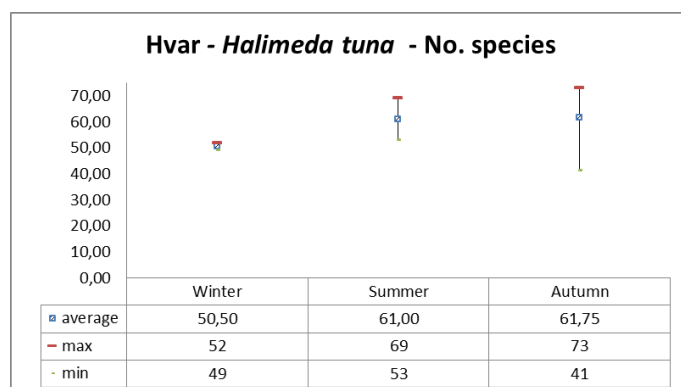 Hvar - Halimeda tuna - No. species
70,00
60,00
50,00
40,00
30,00
20,00
10,00
0,00
Winter Summer Autumn
average 50,50 61,00 61,75
max 52 69 73
min 49 53 41